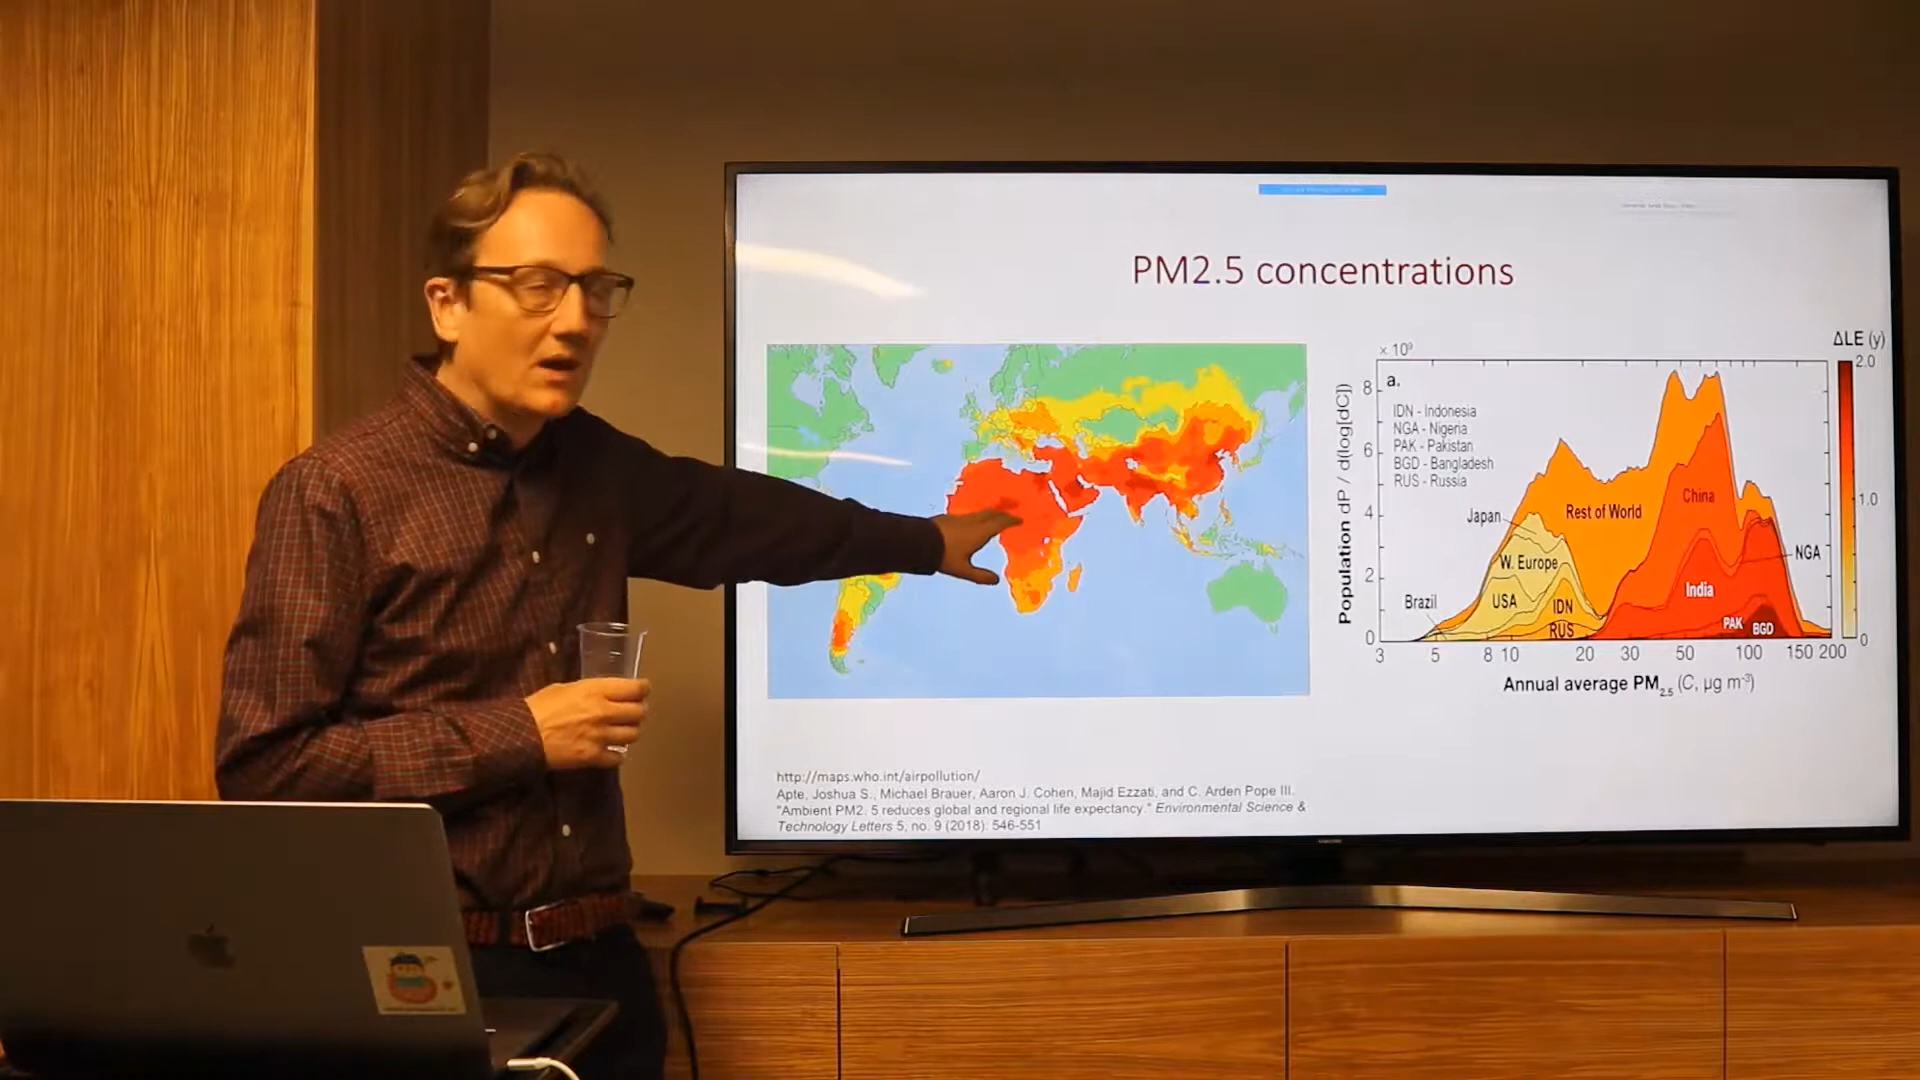 PM2.5 concentrations
ΔLE (y)
× 10⁹
2.0
a.
8
IDN - Indonesia
NGA - Nigeria
PAK - Pakistan
BGD - Bangladesh
RUS - Russia
6
1.0
China
Rest of World
Japan
4
NGA
W. Europe
2
India
Brazil
USA
IDN
PAK
BGD
RUS
0
0
Population dP / d(log[dC])
3 5 8 10 20 30 50 100 150 200
Annual average PM2.5 (C, µg m⁻³)
http://maps.who.int/airpollution/
Apte, Joshua S., Michael Brauer, Aaron J. Cohen, Majid Ezzati, and C. Arden Pope III.
"Ambient PM2. 5 reduces global and regional life expectancy." Environmental Science &
Technology Letters 5, no. 9 (2018): 546-551
SAMSUNG